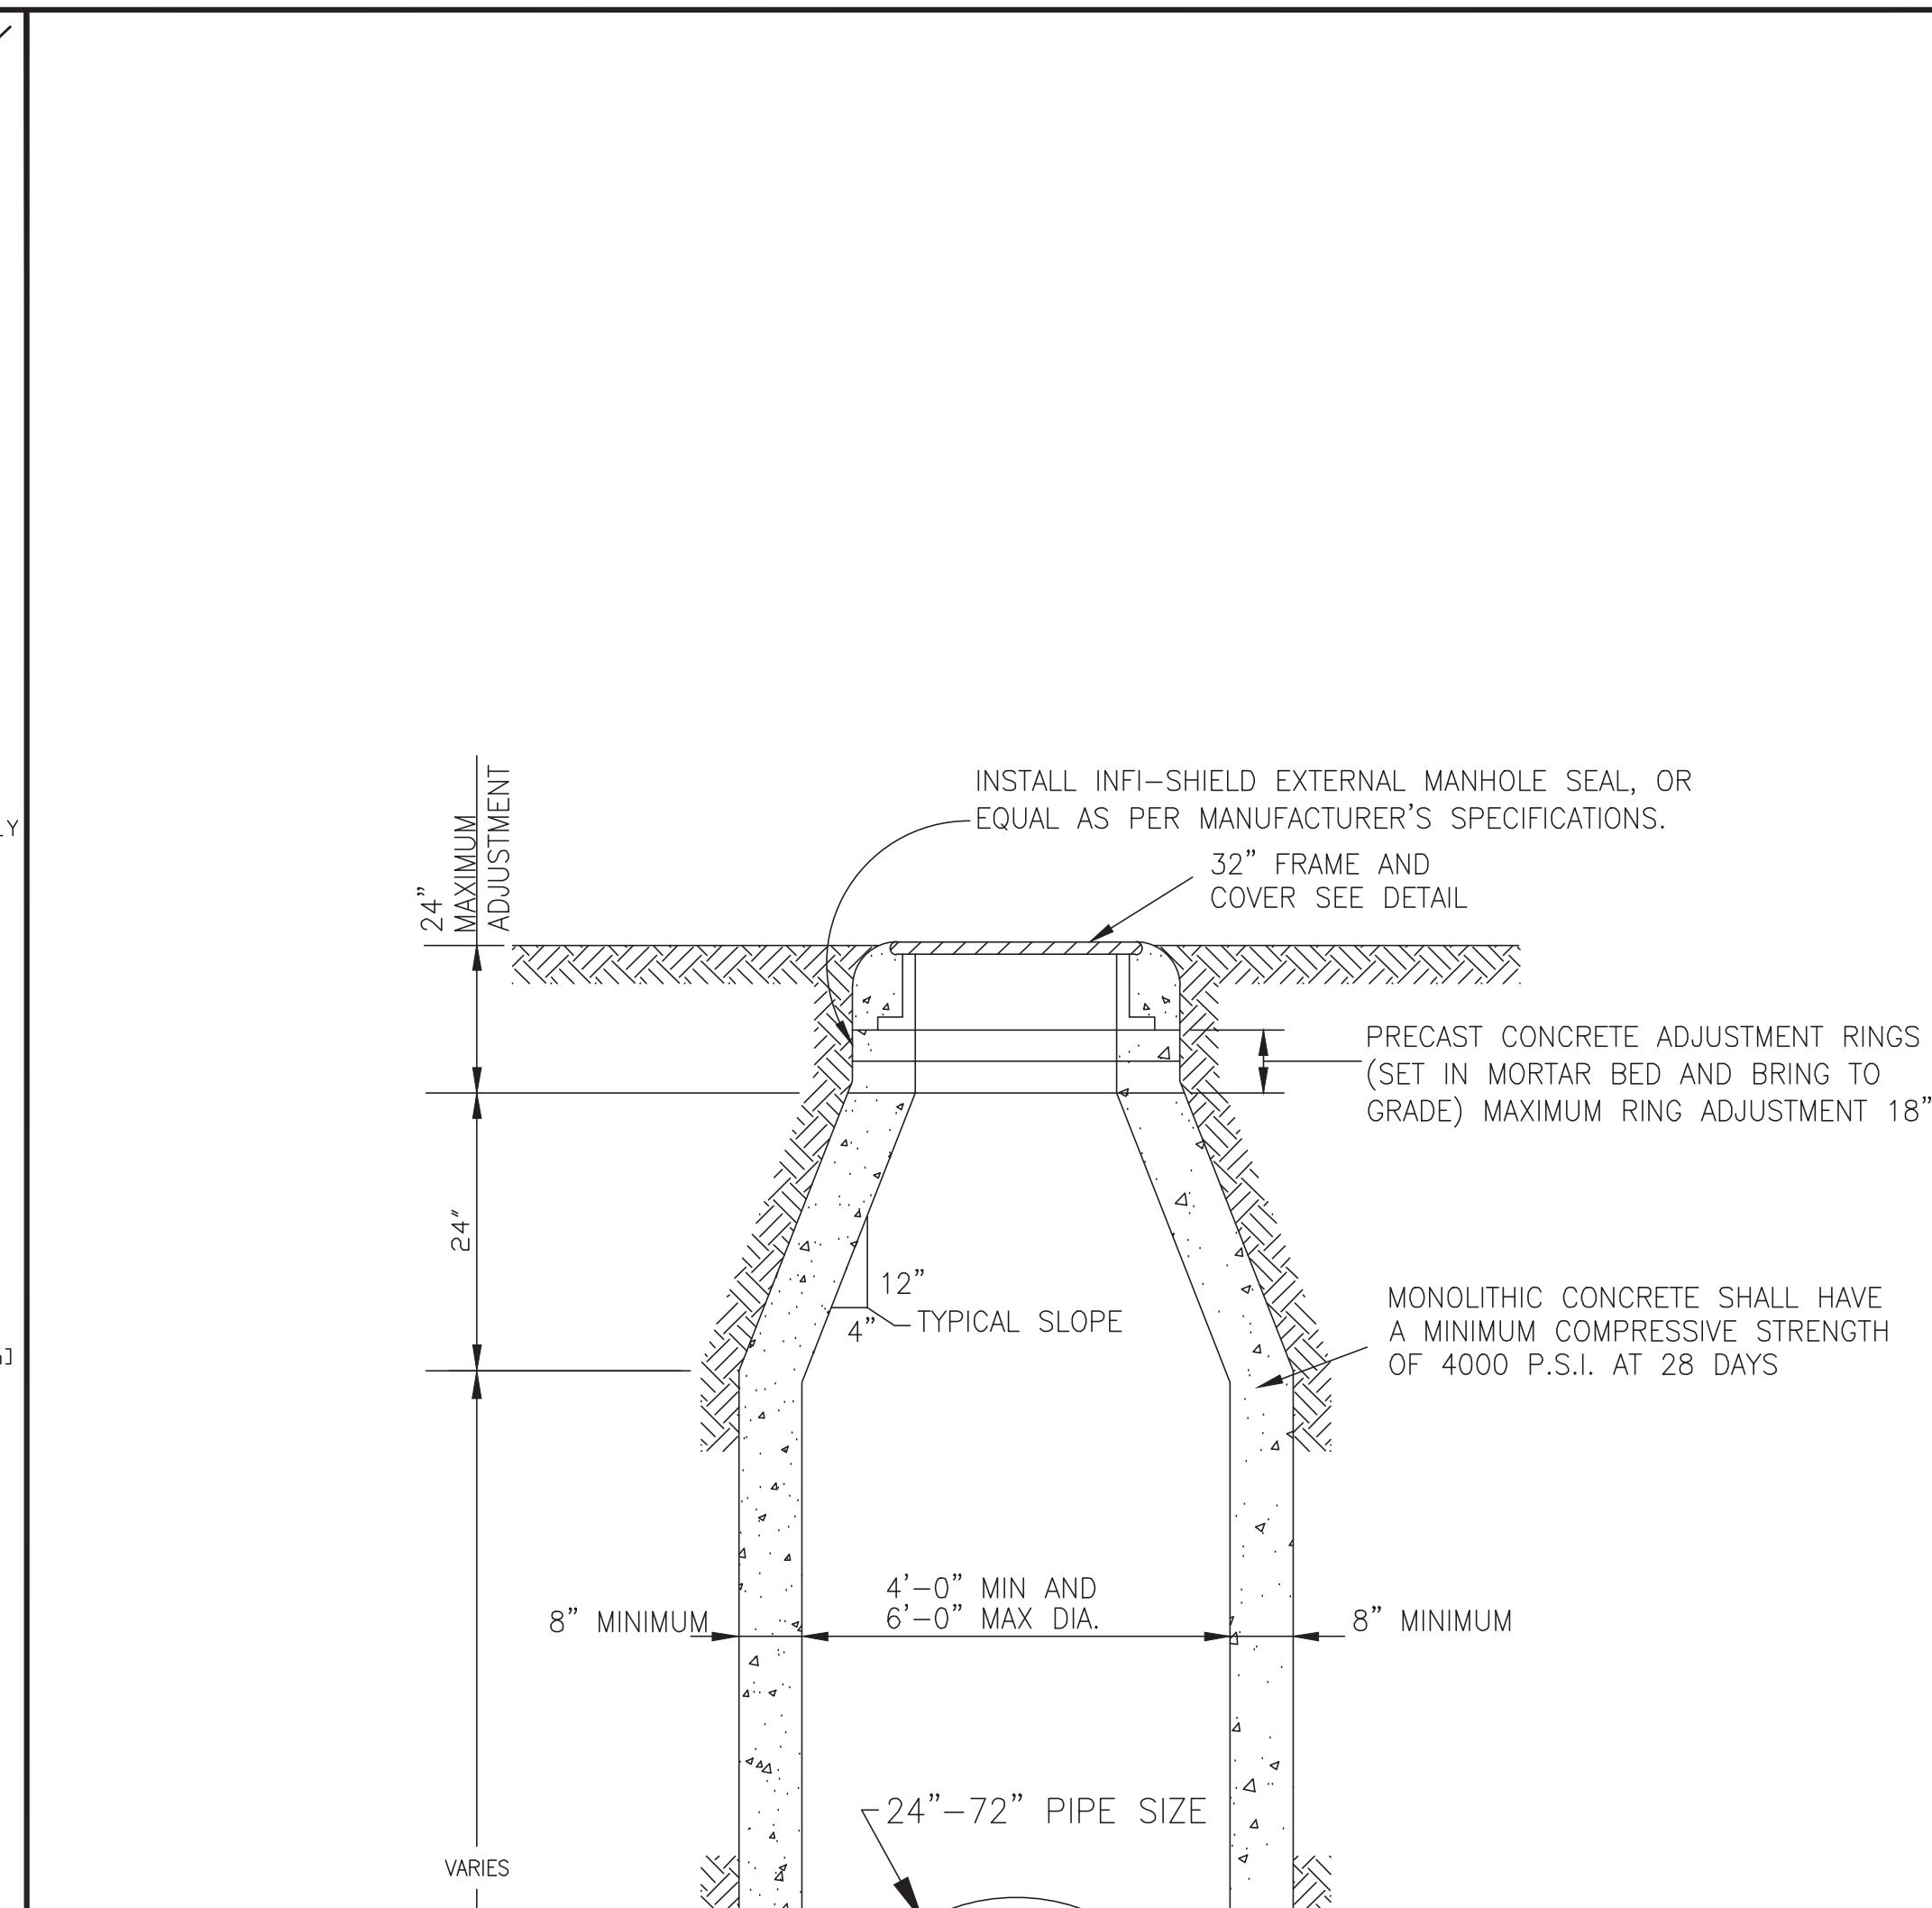 INSTALL INFI-SHIELD EXTERNAL MANHOLE SEAL, OR
EQUAL AS PER MANUFACTURER'S SPECIFICATIONS.
32" FRAME AND
COVER SEE DETAIL
24"
MAXIMUM
ADJUSTMENT
PRECAST CONCRETE ADJUSTMENT RINGS
(SET IN MORTAR BED AND BRING TO
GRADE) MAXIMUM RING ADJUSTMENT 18"
24"
12"
4"
TYPICAL SLOPE
MONOLITHIC CONCRETE SHALL HAVE
A MINIMUM COMPRESSIVE STRENGTH
OF 4000 P.S.I. AT 28 DAYS
8" MINIMUM
4'-0" MIN AND
6'-0" MAX DIA.
8" MINIMUM
24"-72" PIPE SIZE
VARIES